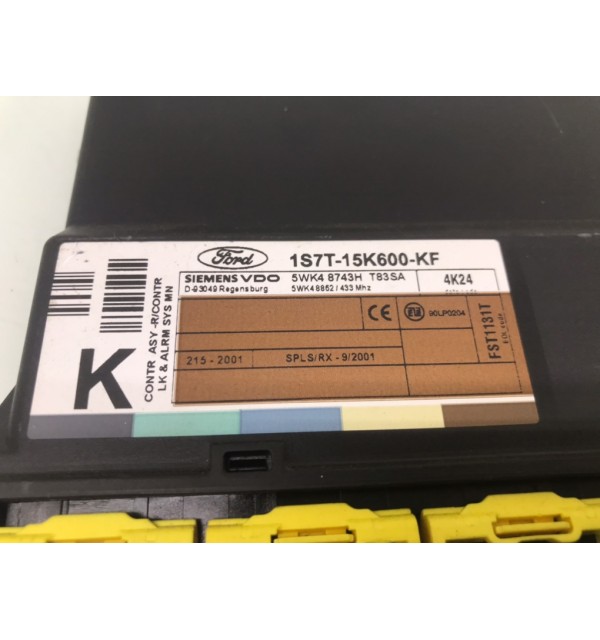 Ford
1S7T-15K600-KF
SIEMENS VDO
5WK4 8743H T83SA
4K24
D-93049 Regensburg
5WK4 8852 / 433 Mhz
CE
90LP0204
FST1131T
215 - 2001
SPLS/RX - 9/2001
K
CONTR ASY -R/CONTR
LK & ALRM SYS MN